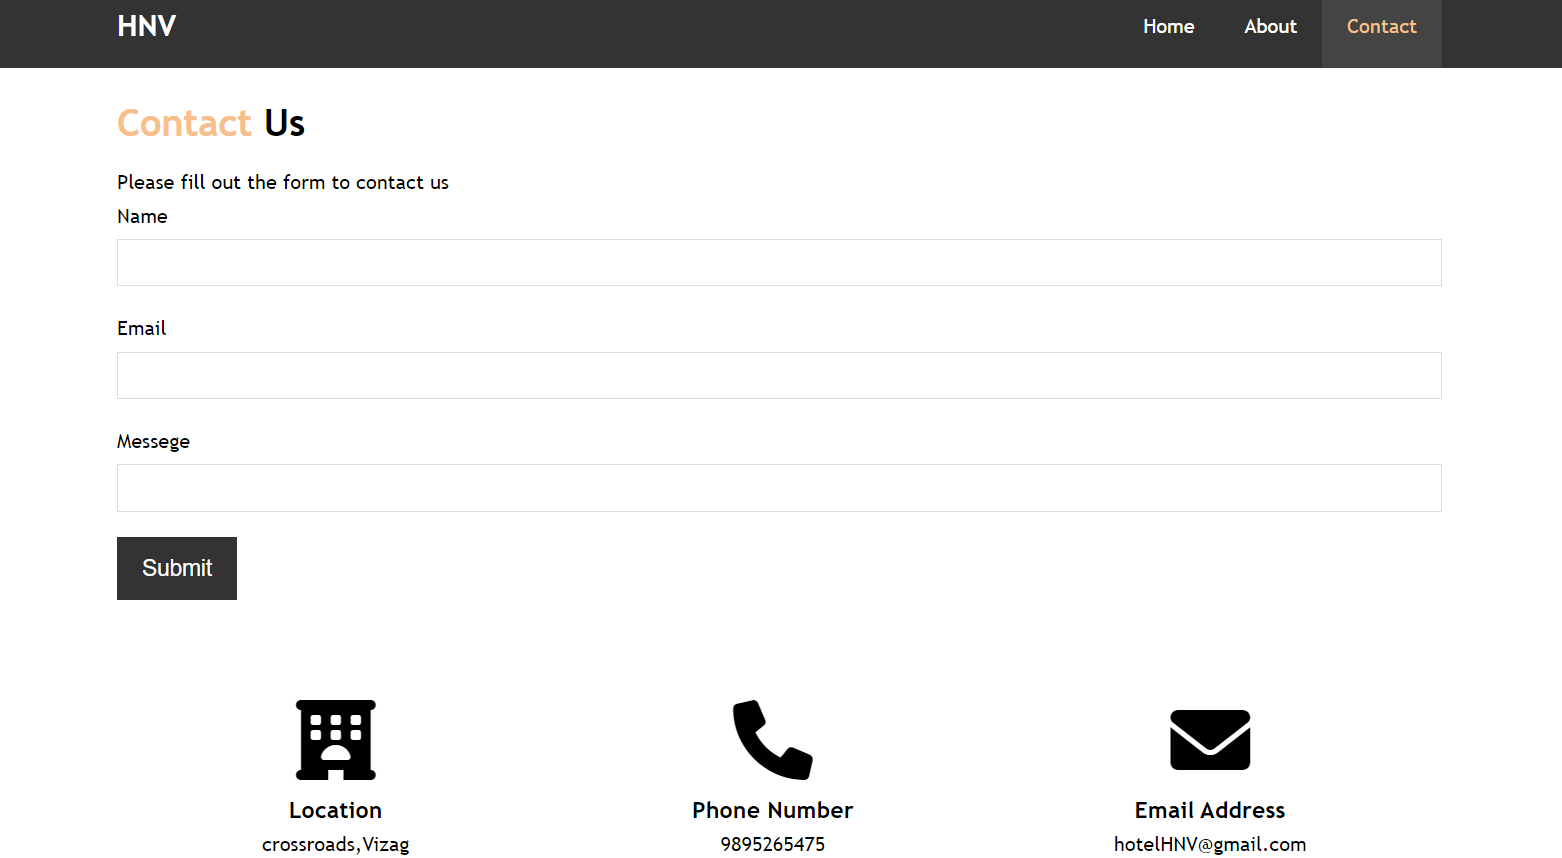 HNV Home About Contact
Contact Us
Please fill out the form to contact us
Name
Email
Messege
Submit
Location Phone Number Email Address
crossroads,Vizag 9895265475 hotelHNV@gmail.com